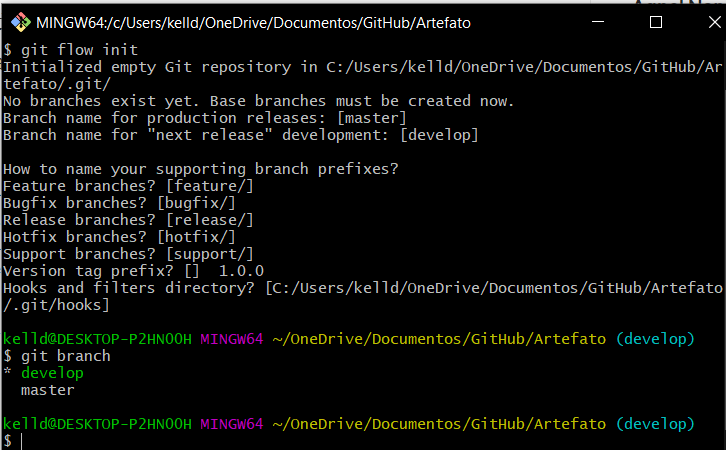 MINGW64:/c/Users/kelld/OneDrive/Documentos/GitHub/Artefato
$ git flow init
Initialized empty Git repository in C:/Users/kelld/OneDrive/Documentos/GitHub/Ar
tefato/.git/
No branches exist yet. Base branches must be created now.
Branch name for production releases: [master]
Branch name for "next release" development: [develop]
How to name your supporting branch prefixes?
Feature branches? [feature/]
Bugfix branches? [bugfix/]
Release branches? [release/]
Hotfix branches? [hotfix/]
Support branches? [support/]
Version tag prefix? []  1.0.0
Hooks and filters directory? [C:/Users/kelld/OneDrive/Documentos/GitHub/Artefato
/.git/hooks]
kelld@DESKTOP-P2HNOOH MINGW64 ~/OneDrive/Documentos/GitHub/Artefato (develop)
$ git branch
* develop
  master
kelld@DESKTOP-P2HNOOH MINGW64 ~/OneDrive/Documentos/GitHub/Artefato (develop)
$